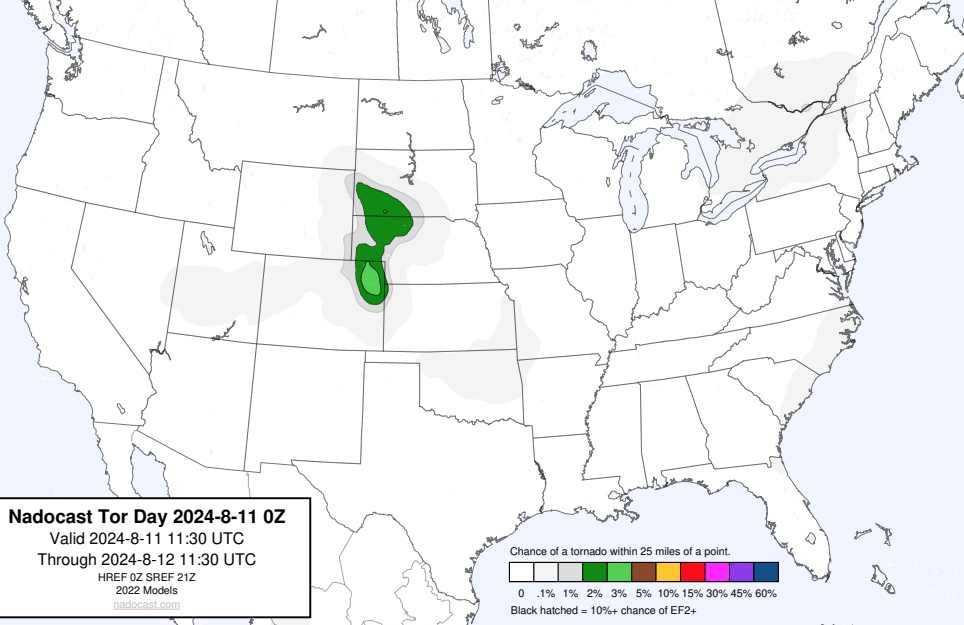 Nadocast Tor Day 2024-8-11 0Z
Valid 2024-8-11 11:30 UTC
Through 2024-8-12 11:30 UTC
HREF 0Z SREF 21Z
2022 Models
nadocast.com
Chance of a tornado within 25 miles of a point.
0 .1% 1% 2% 3% 5% 10% 15% 30% 45% 60%
Black hatched = 10%+ chance of EF2+